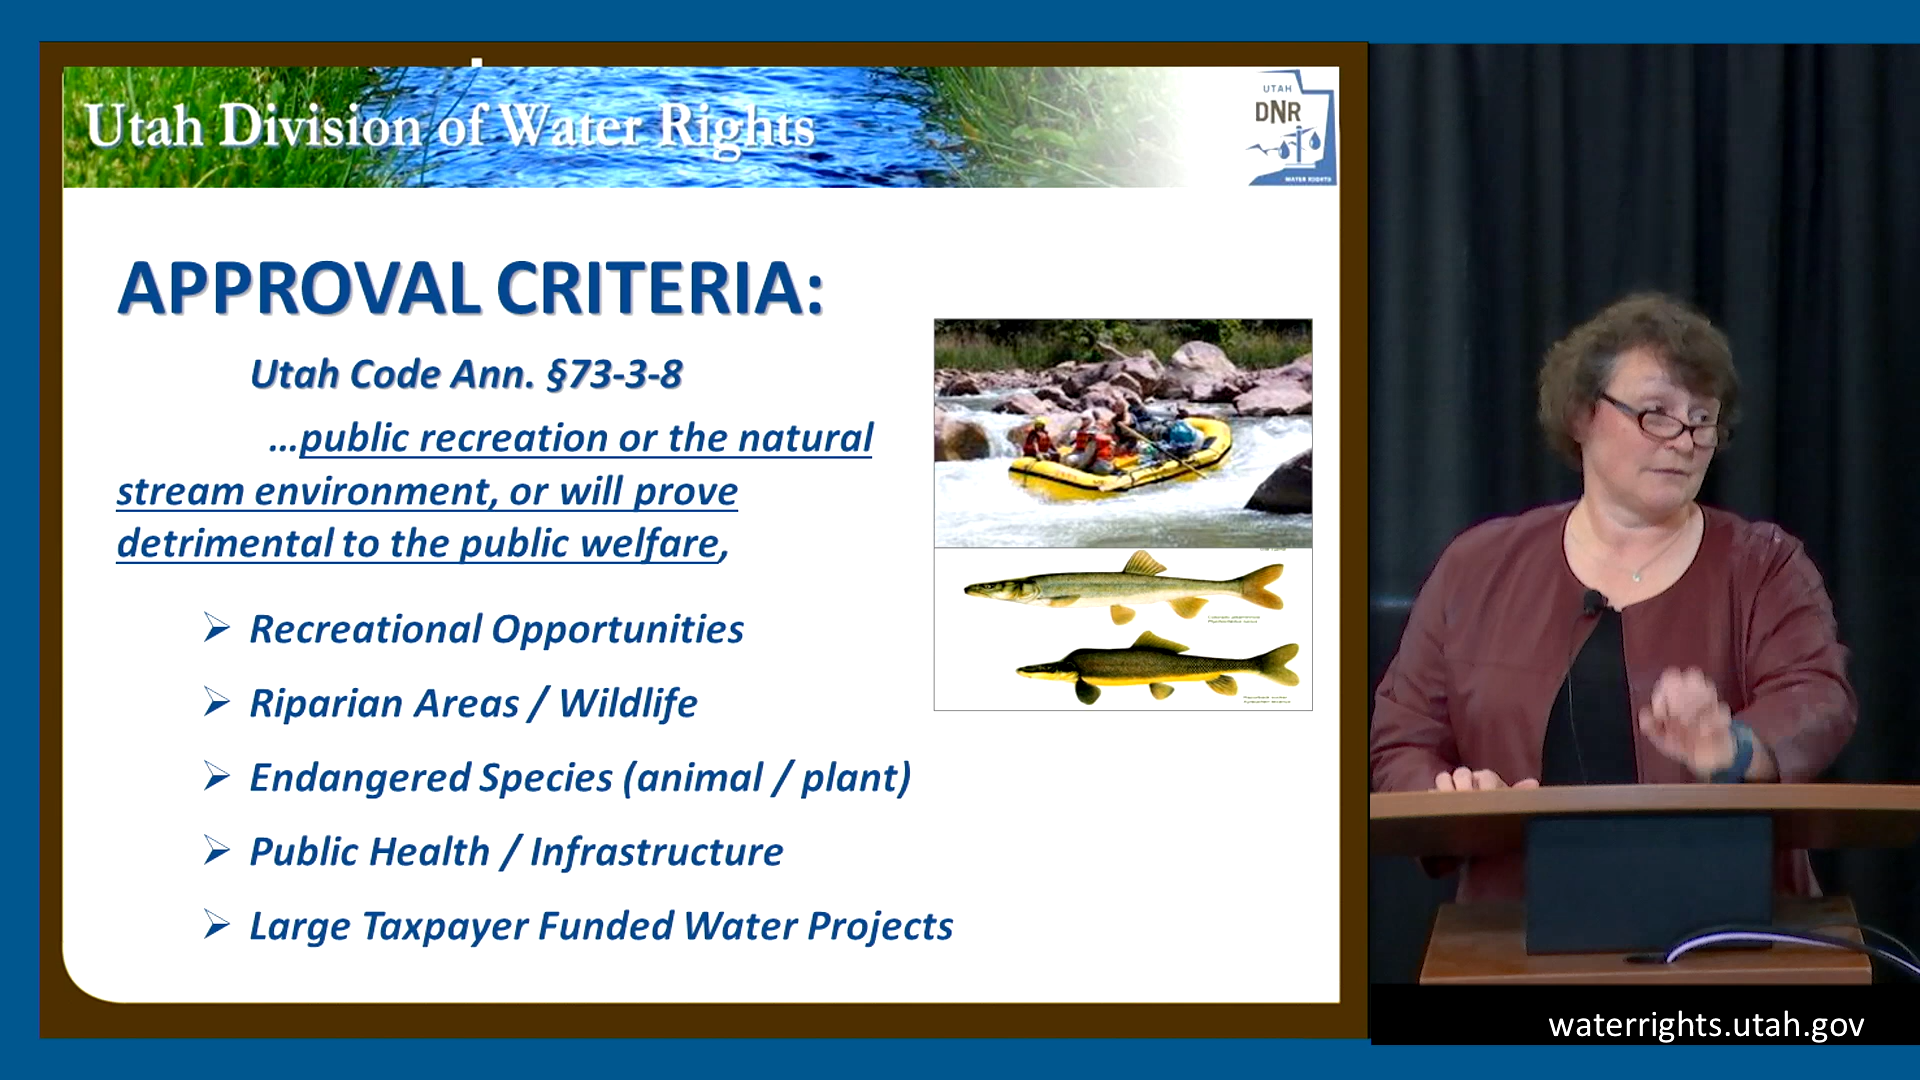 Utah Division of Water Rights
UTAH
DNR
WATER RIGHTS
APPROVAL CRITERIA:
Utah Code Ann. §73-3-8
...public recreation or the natural
stream environment, or will prove
detrimental to the public welfare,
➢ Recreational Opportunities
➢ Riparian Areas / Wildlife
➢ Endangered Species (animal / plant)
➢ Public Health / Infrastructure
➢ Large Taxpayer Funded Water Projects
waterrights.utah.gov